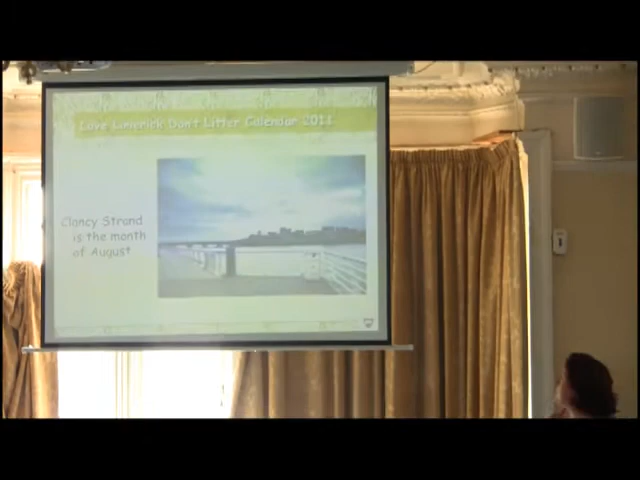 Love Limerick Don't Litter Calendar 2011
Clancy Strand
is the month
of August